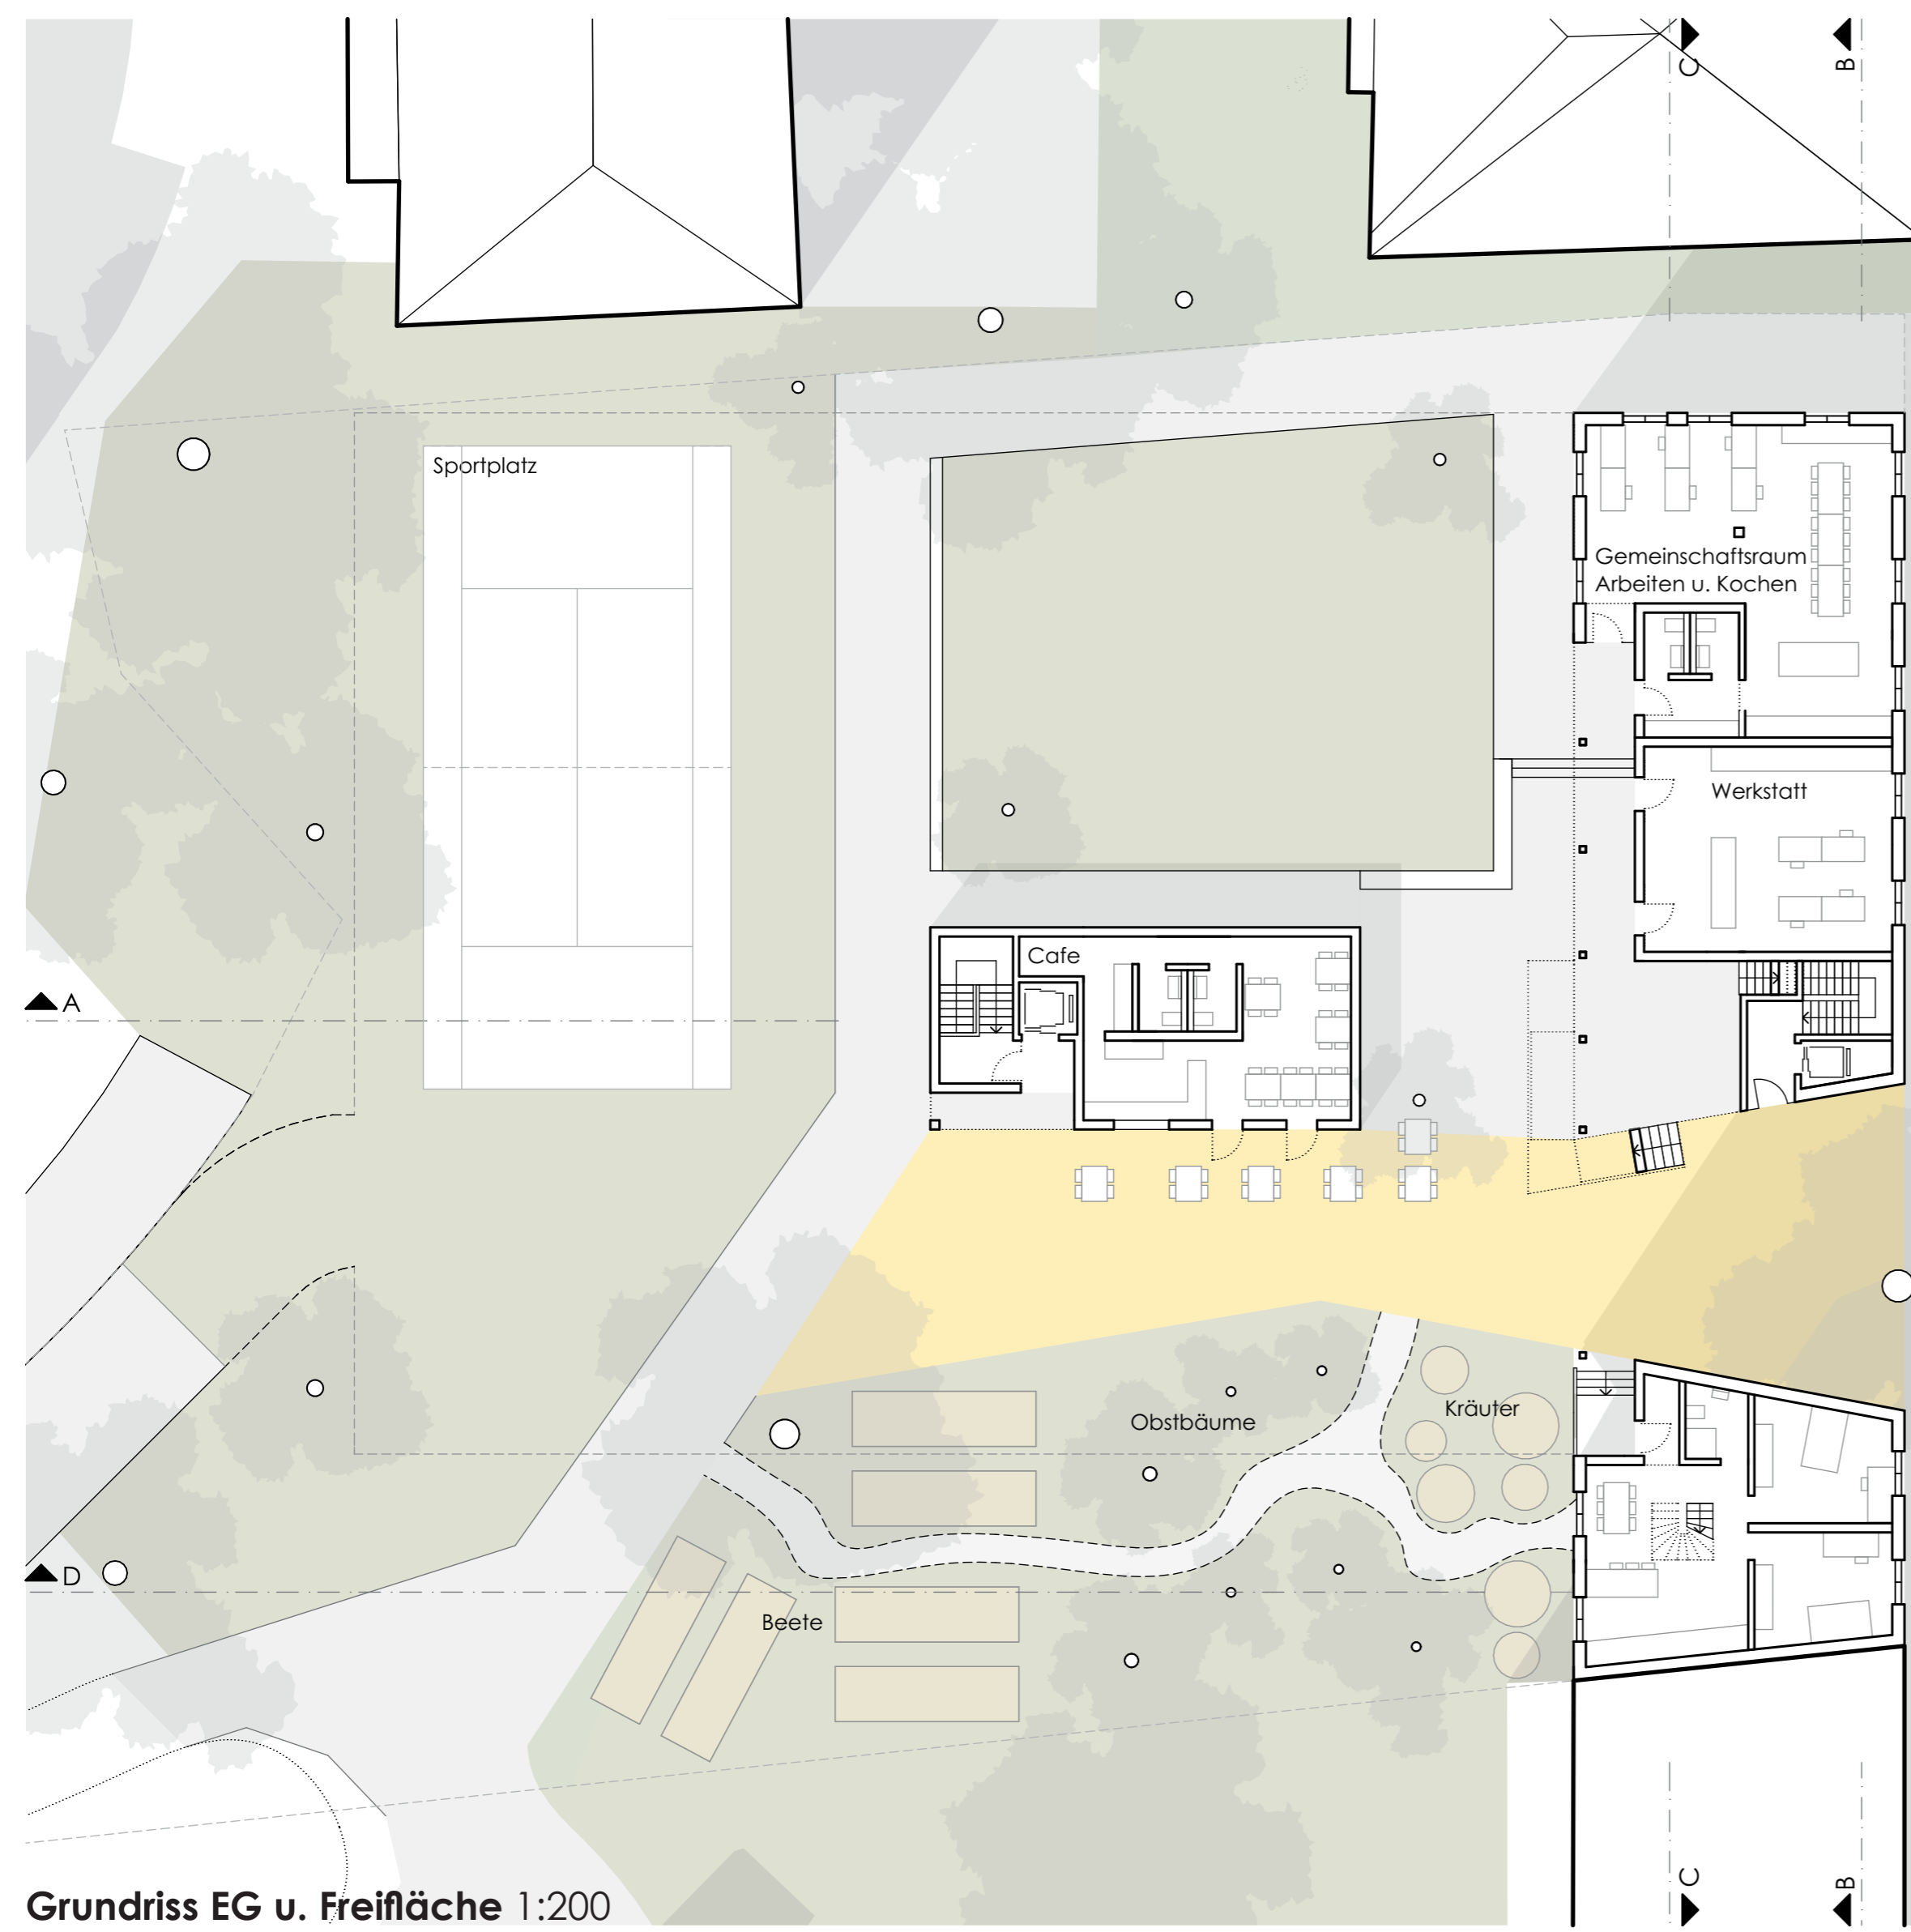 C
B
Sportplatz
Gemeinschaftsraum
Arbeiten u. Kochen
Werkstatt
Cafe
A
Obstbäume
Kräuter
D
Beete
C
B
Grundriss EG u. Freifläche 1:200